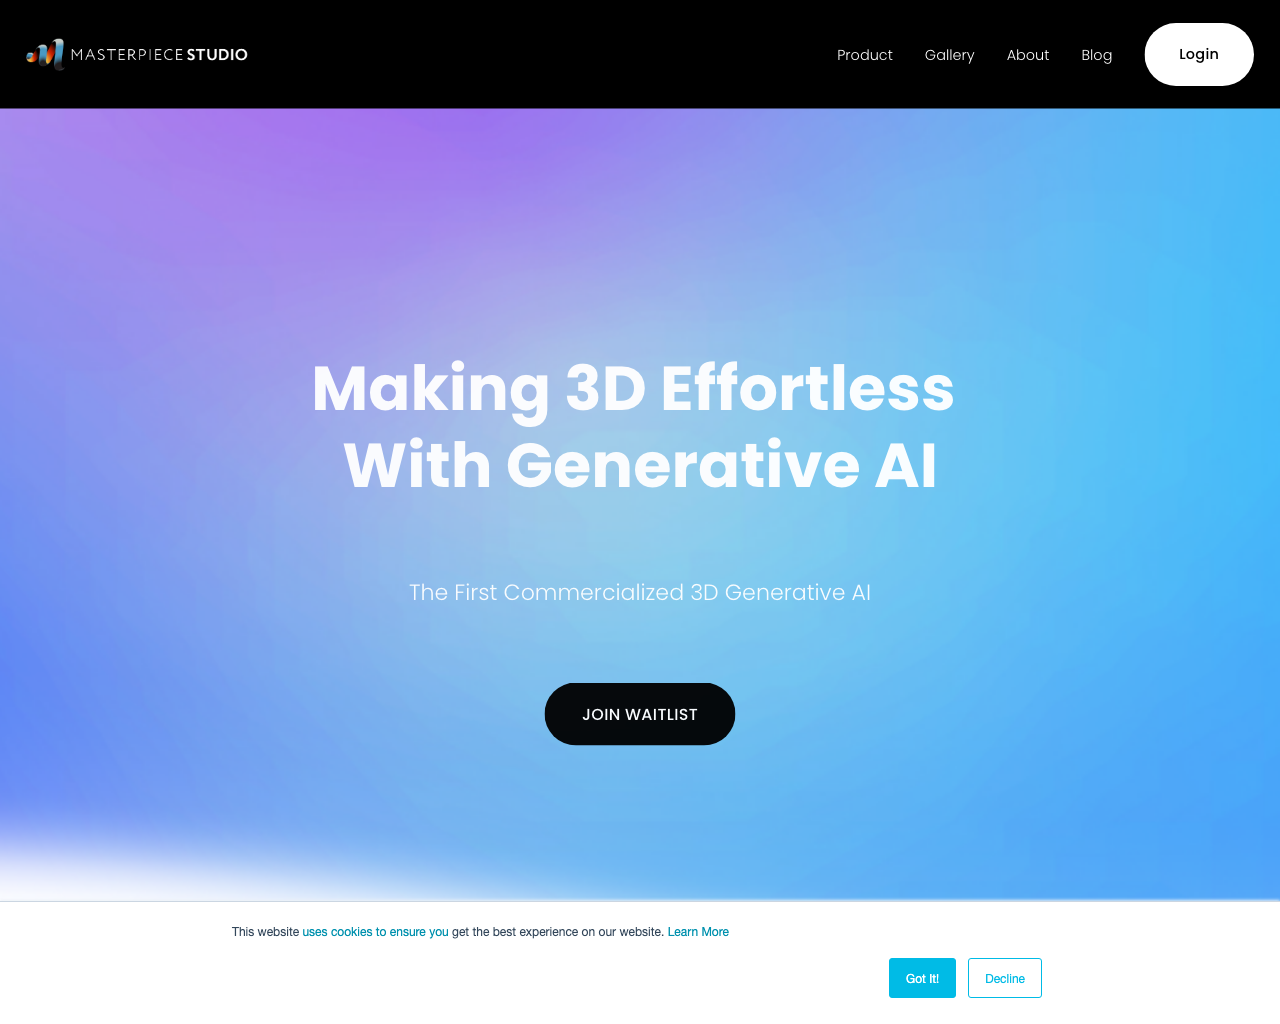 MASTERPIECE STUDIO
Product
Gallery
About
Blog
Login
Making 3D Effortless
With Generative AI
The First Commercialized 3D Generative AI
JOIN WAITLIST
This website uses cookies to ensure you get the best experience on our website. Learn More
Got It!
Decline